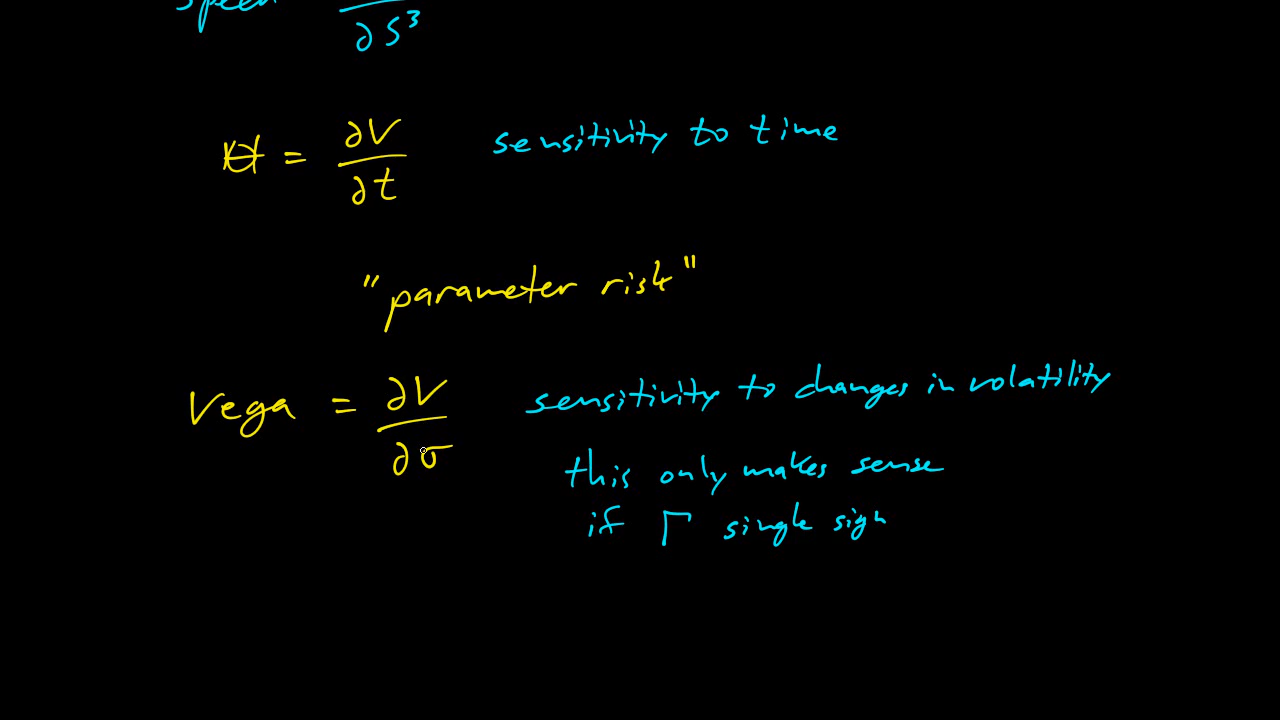 speed
∂S³
Θ = ∂V/∂t sensitivity to time
"parameter risk"
Vega = ∂V/∂σ sensitivity to changes in volatility
this only makes sense
if Γ single sign